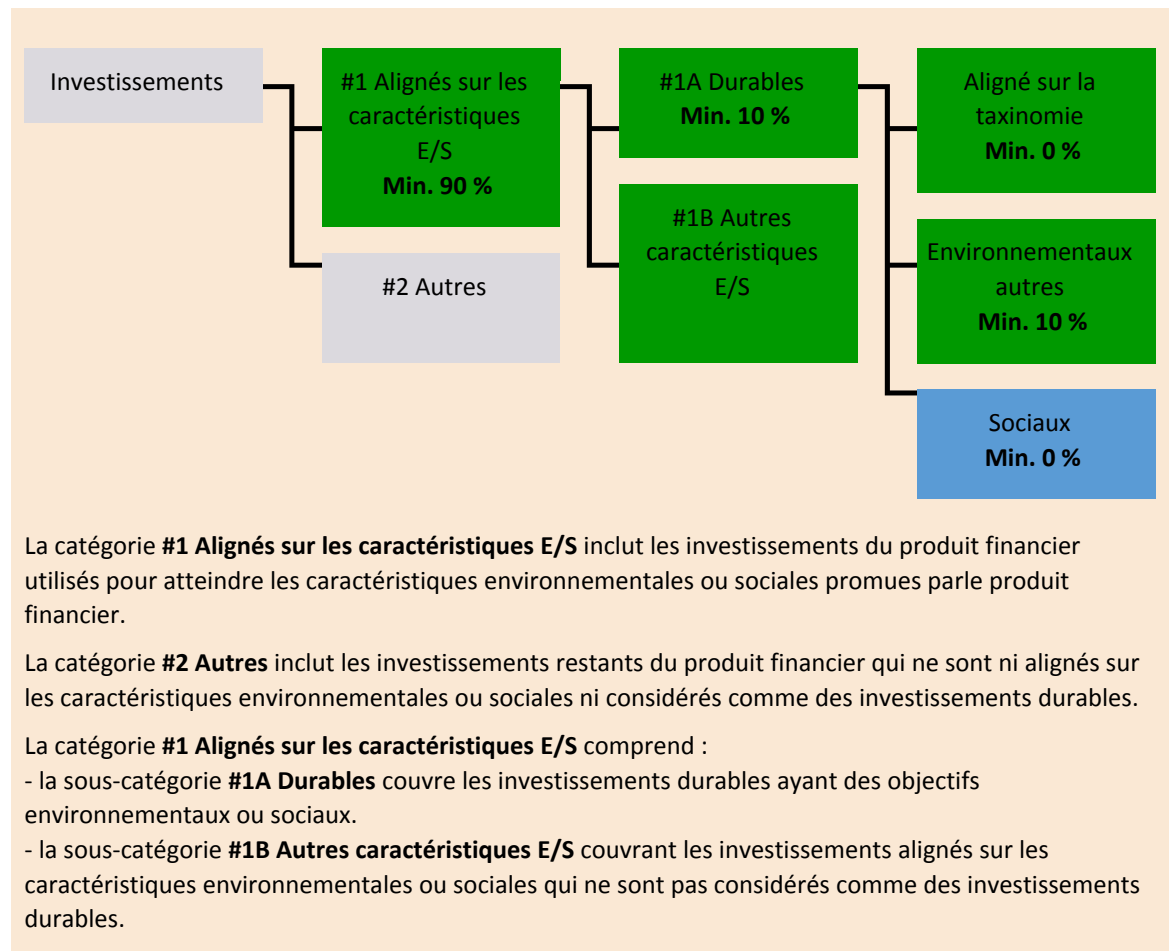 Investissements
#1 Alignés sur les
caractéristiques
E/S
Min. 90 %
#2 Autres
#1A Durables
Min. 10 %
#1B Autres
caractéristiques
E/S
Aligné sur la
taxinomie
Min. 0 %
Environnementaux
autres
Min. 10 %
Sociaux
Min. 0 %
La catégorie #1 Alignés sur les caractéristiques E/S inclut les investissements du produit financier
utilisés pour atteindre les caractéristiques environnementales ou sociales promues parle produit
financier.
La catégorie #2 Autres inclut les investissements restants du produit financier qui ne sont ni alignés sur
les caractéristiques environnementales ou sociales ni considérés comme des investissements durables.
La catégorie #1 Alignés sur les caractéristiques E/S comprend :
- la sous-catégorie #1A Durables couvre les investissements durables ayant des objectifs
environnementaux ou sociaux.
- la sous-catégorie #1B Autres caractéristiques E/S couvrant les investissements alignés sur les
caractéristiques environnementales ou sociales qui ne sont pas considérés comme des investissements
durables.